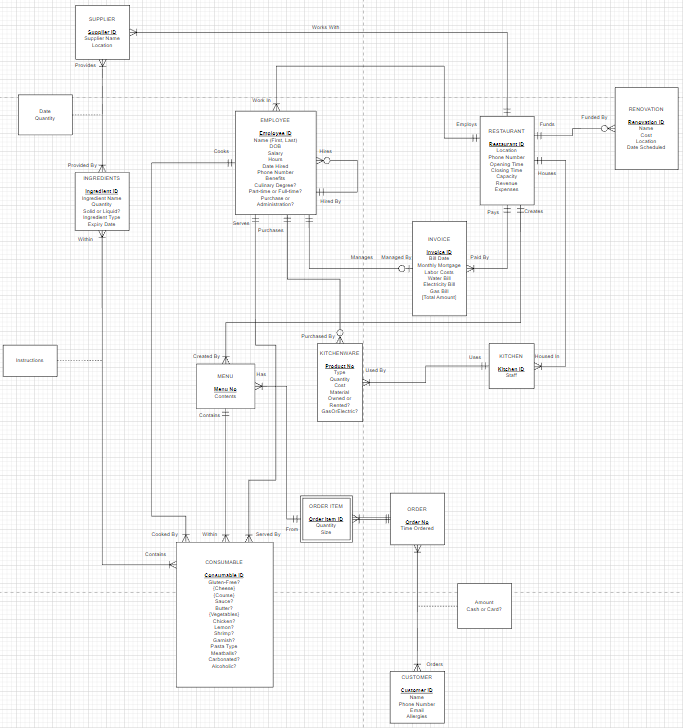 SUPPLIER
Supplier ID
Supplier Name
Location
Works With
Provides
Date
Quantity
Work In
EMPLOYEE
Employee ID
Name (First, Last)
DOB
Salary
Hours
Date Hired
Phone Number
Benefits
Culinary Degree?
Part-time or Full-time?
Purchase or
Administration?
Employs
RESTAURANT
Restaurant ID
Location
Phone Number
Opening Time
Closing Time
Capacity
Revenue
Expenses
Funds
Funded By
RENOVATION
Renovation ID
Name
Cost
Location
Date Scheduled
Houses
Cooks
Hires
Hired By
Provided By
INGREDIENTS
Ingredient ID
Ingredient Name
Quantity
Solid or Liquid?
Ingredient Type
Expiry Date
Within
Serves
Purchases
Pays
Creates
INVOICE
Invoice ID
Bill Date
Monthly Mortgage
Labor Costs
Water Bill
Electricity Bill
Gas Bill
[Total Amount]
Manages
Managed By
Paid By
Purchased By
KITCHENWARE
Product No
Type
Quantity
Cost
Material
Owned or
Rented?
GasOrElectric?
Used By
Uses
KITCHEN
Kitchen ID
Staff
Housed In
Instructions
Created By
MENU
Menu No
Contents
Has
Contains
From
ORDER ITEM
Order Item ID
Quantity
Size
ORDER
Order No
Time Ordered
Cooked By
Within
Served By
Contains
CONSUMABLE
Consumable ID
Gluten-Free?
{Cheese}
{Course}
Sauce?
Butter?
{Vegetables}
Chicken?
Lemon?
Shrimp?
Garnish?
Pasta Type
Meatballs?
Carbonated?
Alcoholic?
Amount
Cash or Card?
Orders
CUSTOMER
Customer ID
Name
Phone Number
Email
Allergies